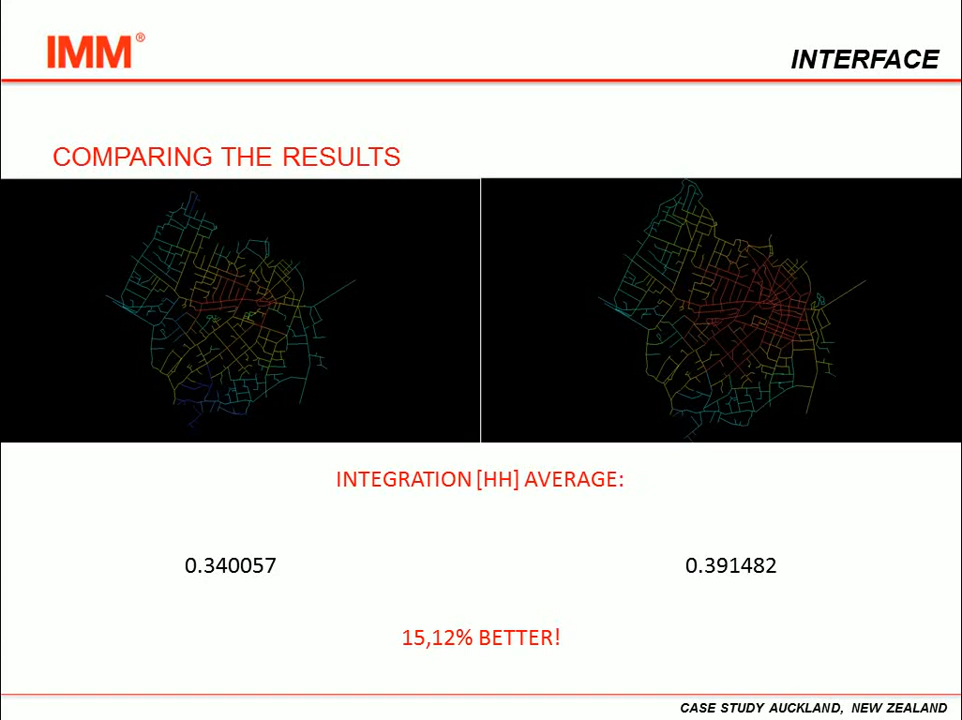 IMM®
INTERFACE
COMPARING THE RESULTS
INTEGRATION [HH] AVERAGE:
0.340057
0.391482
15,12% BETTER!
CASE STUDY AUCKLAND, NEW ZEALAND